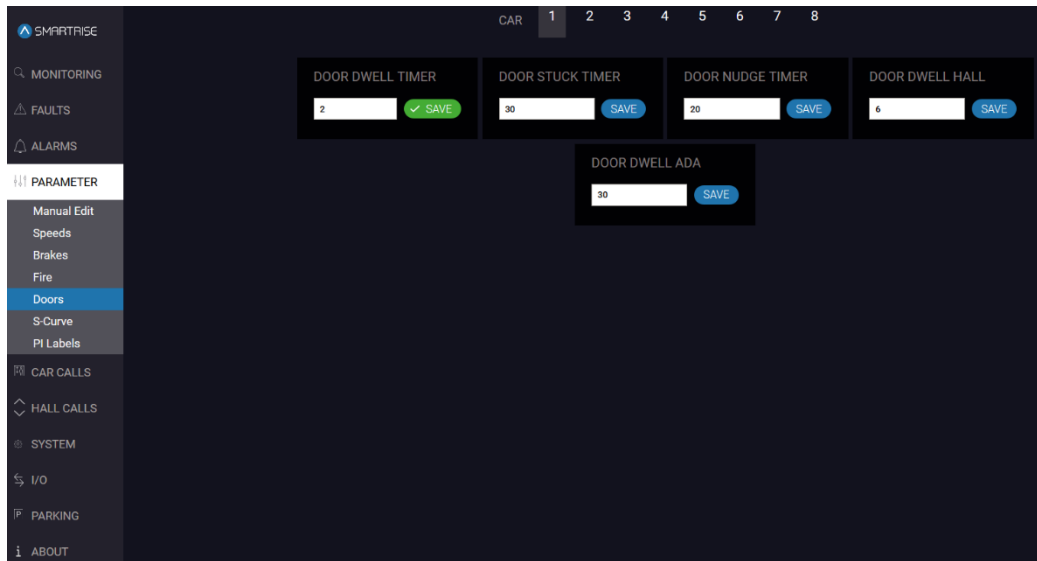 SMARTRISE
CAR 1 2 3 4 5 6 7 8
MONITORING
FAULTS
ALARMS
PARAMETER
Manual Edit
Speeds
Brakes
Fire
Doors
S-Curve
PI Labels
CAR CALLS
HALL CALLS
SYSTEM
I/O
P PARKING
i ABOUT
DOOR DWELL TIMER
2 SAVE
DOOR STUCK TIMER
30 SAVE
DOOR NUDGE TIMER
20 SAVE
DOOR DWELL HALL
6 SAVE
DOOR DWELL ADA
30 SAVE